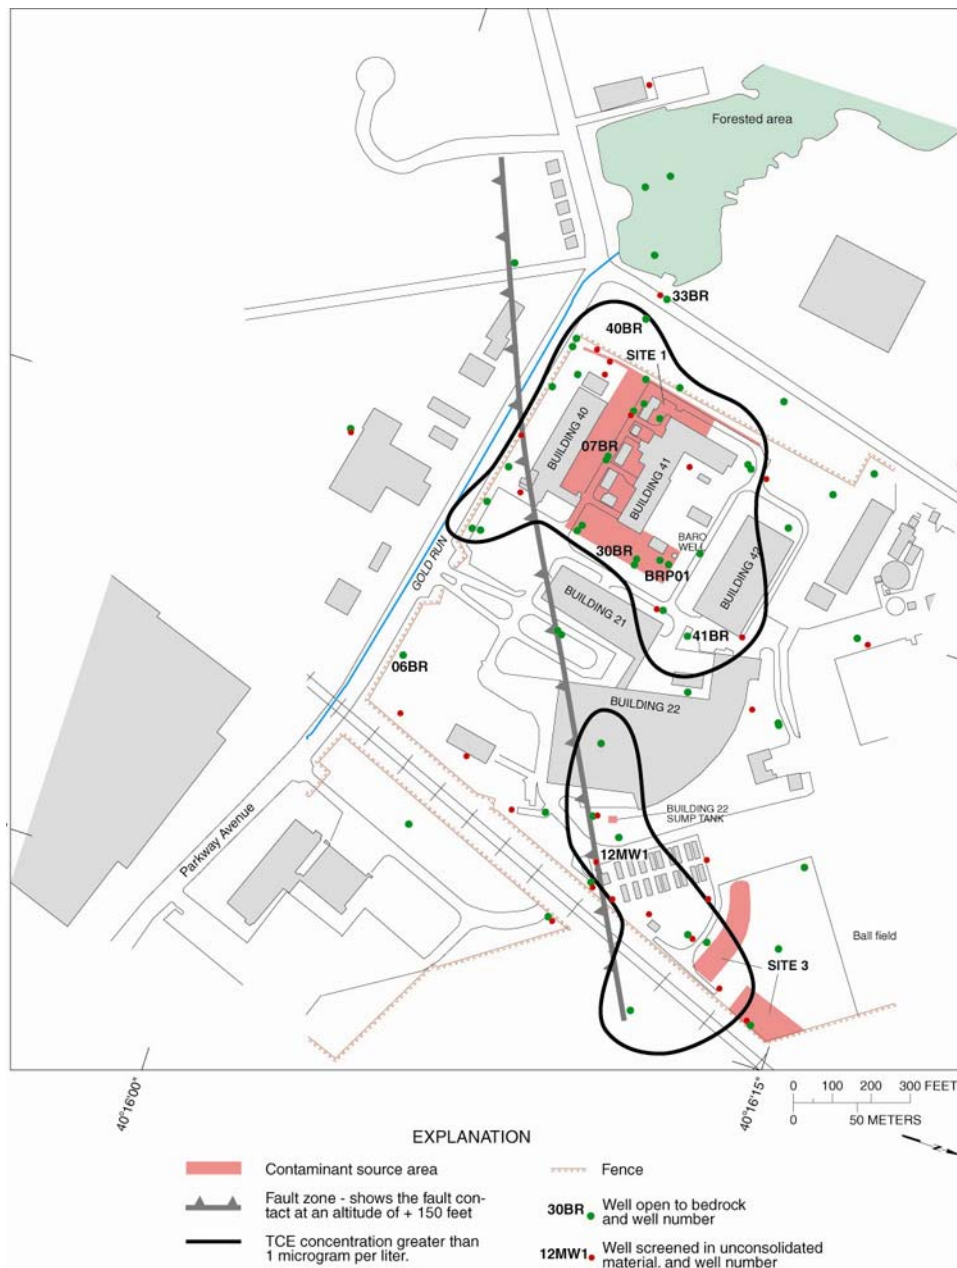 Forested area
33BR
40BR
SITE 1
BUILDING 40
07BR
BUILDING 41
BARO
WELL
30BR
BRP01
BUILDING 42
GOLD RUN
BUILDING 21
41BR
06BR
BUILDING 22
Parkway Avenue
BUILDING 22
SUMP TANK
12MW1
Ball field
SITE 3
40°16'00"
40°16'15"
0 100 200 300 FEET
0 50 METERS
N
EXPLANATION
Contaminant source area
Fault zone - shows the fault con-
tact at an altitude of + 150 feet
TCE concentration greater than
1 microgram per liter.
Fence
30BR
Well open to bedrock
and well number
12MW1
Well screened in unconsolidated
material, and well number